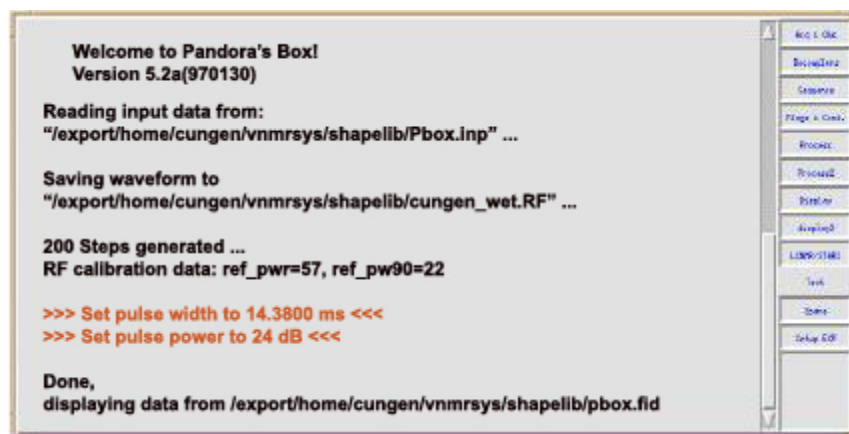 Welcome to Pandora's Box!
Version 5.2a(970130)
Reading input data from:
“/export/home/cungen/vnmrsys/shapelib/Pbox.inp” ...
Saving waveform to
“/export/home/cungen/vnmrsys/shapelib/cungen_wet.RF” ...
200 Steps generated ...
RF callibration data: ref_pwr=57, ref_pw90=22
>>> Set pulse width to 14.3800 ms <<<
>>> Set pulse power to 24 dB <<<
Done,
displaying data from /export/home/cungen/vnmrsys/shapelib/pbox.fid
Sequence
Process
Process2
Display